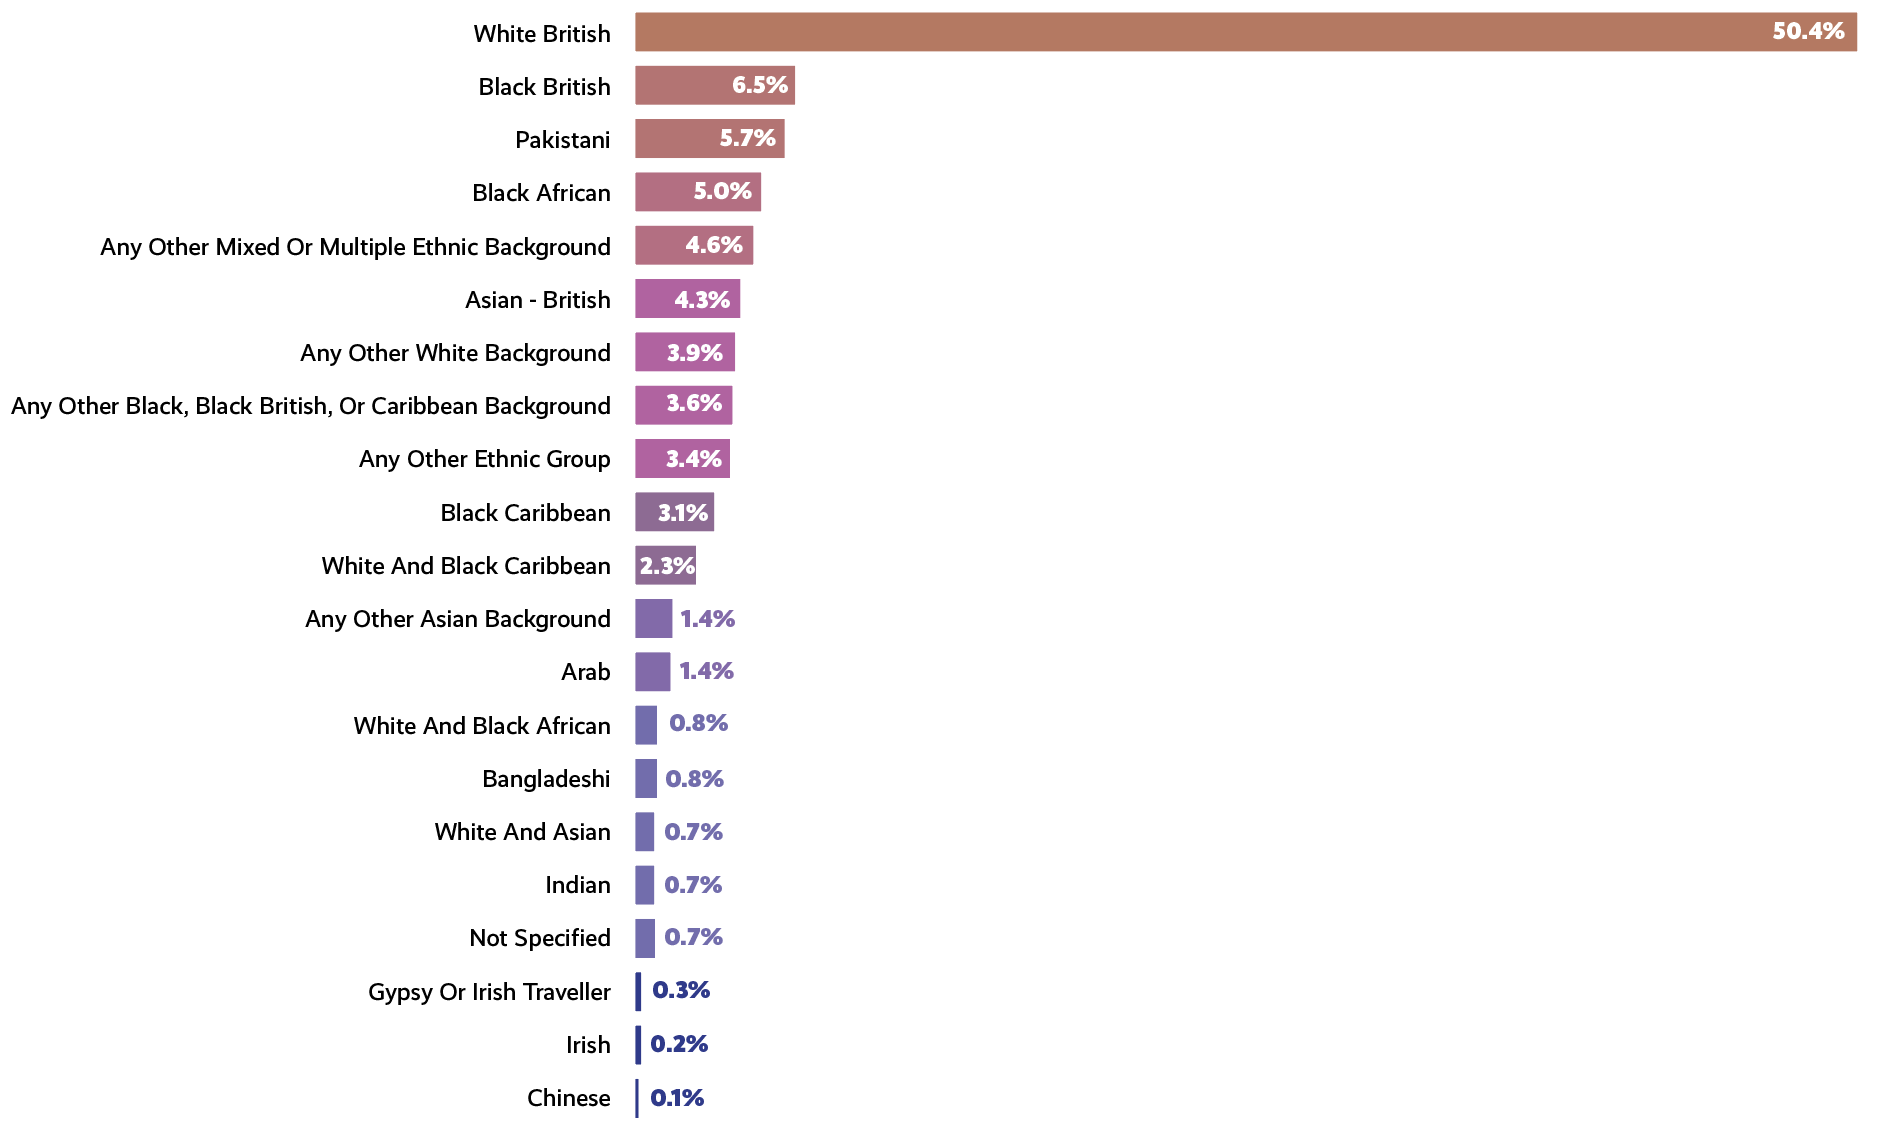 White British 50.4%
Black British 6.5%
Pakistani 5.7%
Black African 5.0%
Any Other Mixed Or Multiple Ethnic Background 4.6%
Asian - British 4.3%
Any Other White Background 3.9%
Any Other Black, Black British, Or Caribbean Background 3.6%
Any Other Ethnic Group 3.4%
Black Caribbean 3.1%
White And Black Caribbean 2.3%
Any Other Asian Background 1.4%
Arab 1.4%
White And Black African 0.8%
Bangladeshi 0.8%
White And Asian 0.7%
Indian 0.7%
Not Specified 0.7%
Gypsy Or Irish Traveller 0.3%
Irish 0.2%
Chinese 0.1%